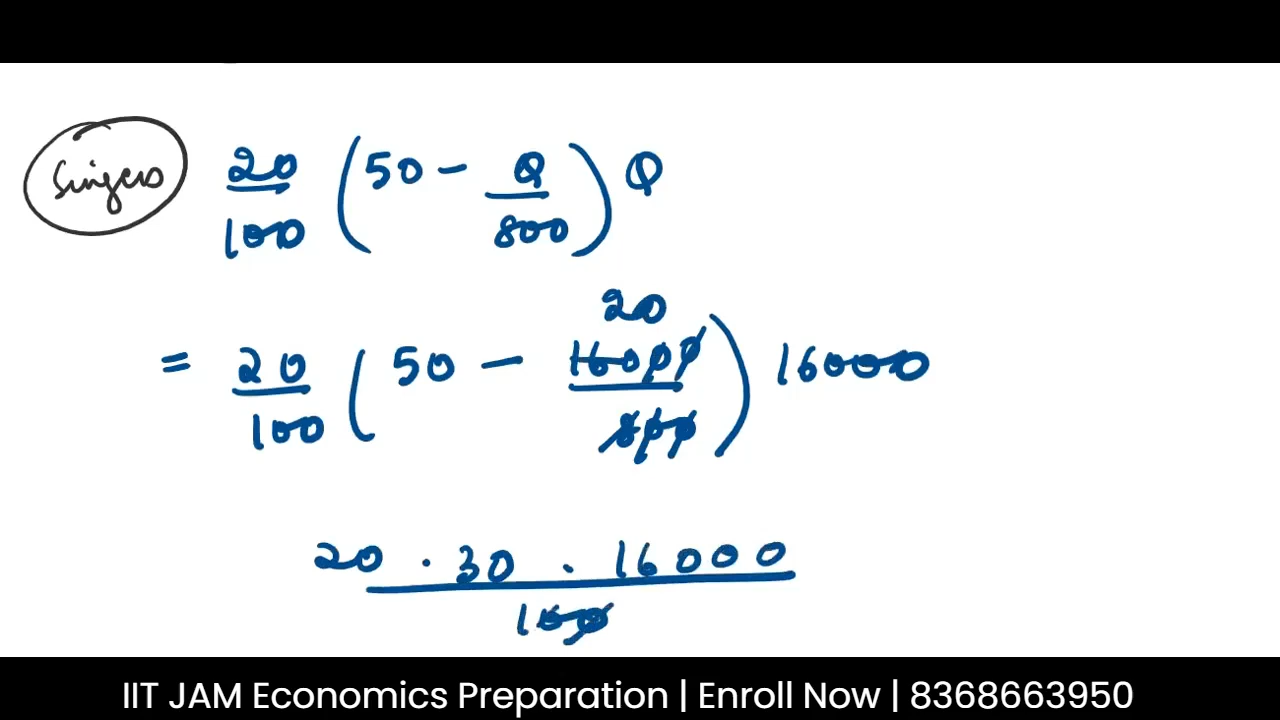 Singers
20/100 (50 - Q/800) Q
= 20/100 (50 - 16000/800) 16000
20
20 . 30 . 16000
100
IIT JAM Economics Preparation | Enroll Now | 8368663950